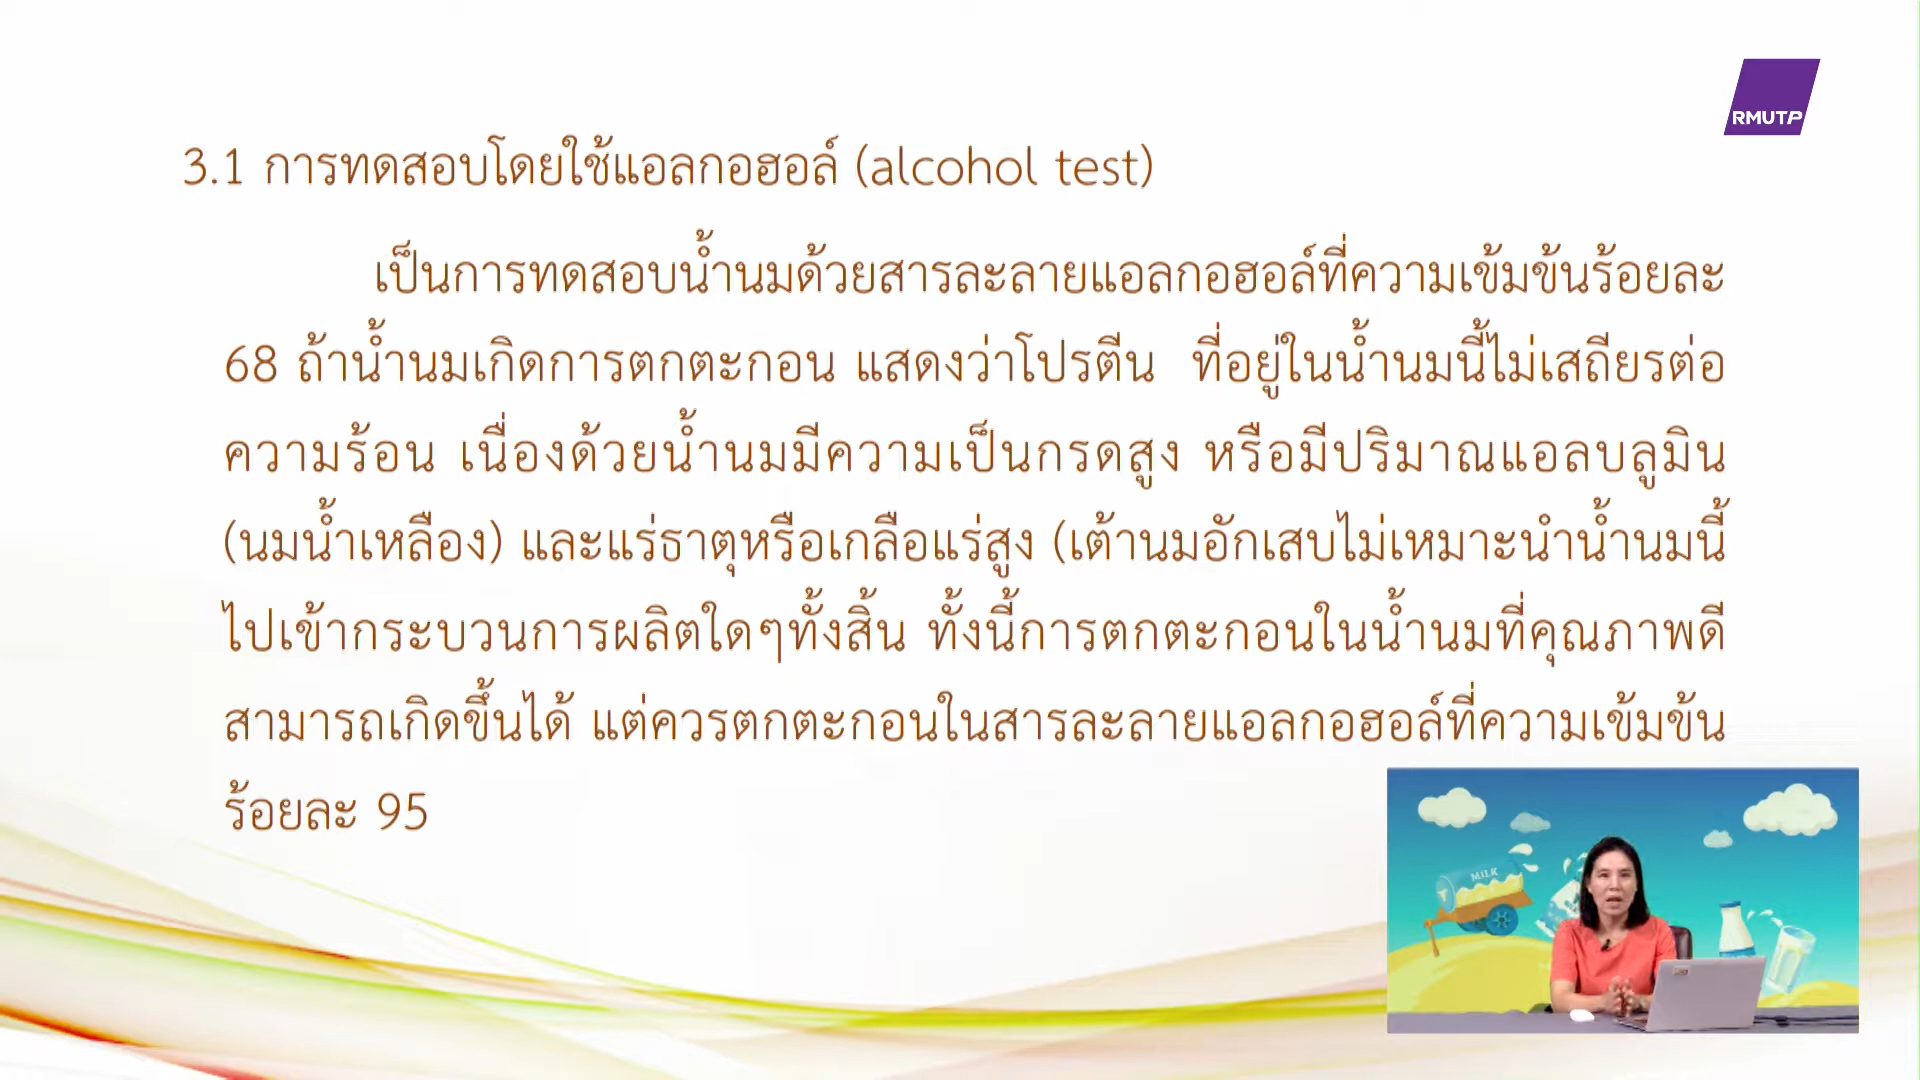 RMUTP
3.1 การทดสอบโดยใช้แอลกอฮอล์ (alcohol test)
เป็นการทดสอบน้ำนมด้วยสารละลายแอลกอฮอล์ที่ความเข้มข้นร้อยละ
68 ถ้าน้ำนมเกิดการตกตะกอน แสดงว่าโปรตีน ที่อยู่ในน้ำนมนี้ไม่เสถียรต่อ
ความร้อน เนื่องด้วยน้ำนมมีความเป็นกรดสูง หรือมีปริมาณแอลบลูมิน
(นมน้ำเหลือง) และแร่ธาตุหรือเกลือแร่สูง (เต้านมอักเสบไม่เหมาะนำน้ำนมนี้
ไปเข้ากระบวนการผลิตใดๆทั้งสิ้น ทั้งนี้การตกตะกอนในน้ำนมที่คุณภาพดี
สามารถเกิดขึ้นได้ แต่ควรตกตะกอนในสารละลายแอลกอฮอล์ที่ความเข้มข้น
ร้อยละ 95
MILK